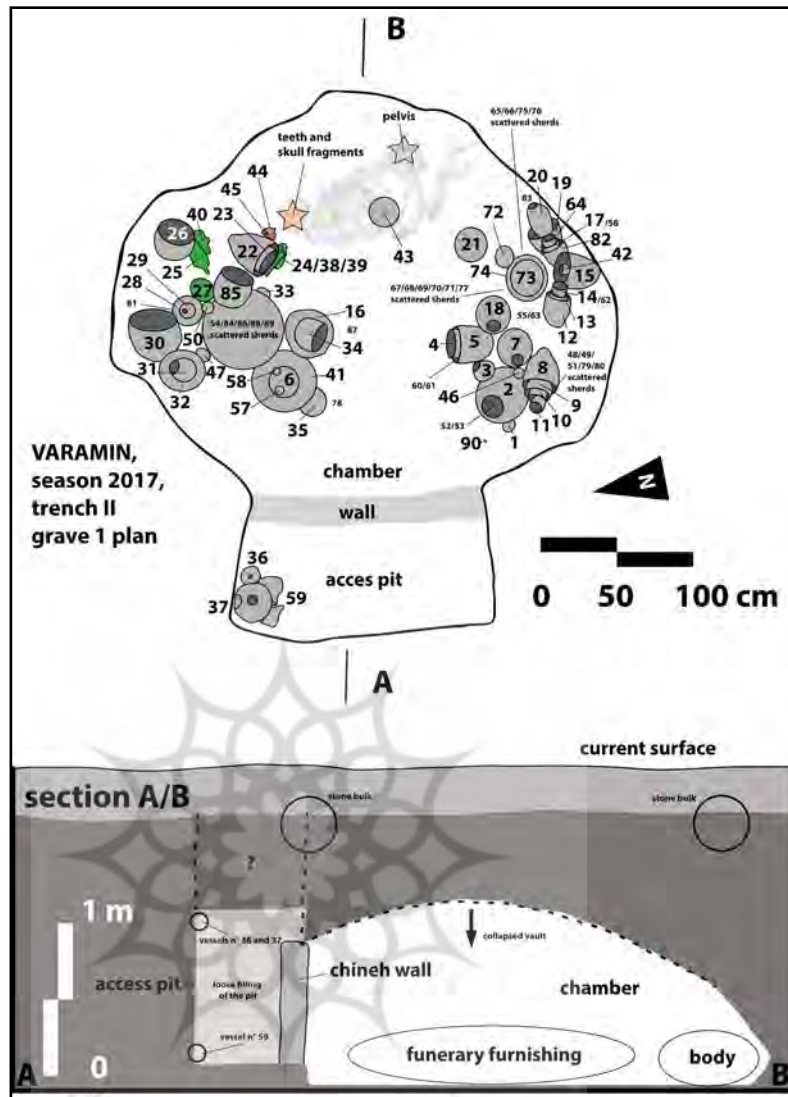 B
65/66/75/76
scattered sherds
pelvis
teeth and
skull fragments
44
45
23
40
26
25
22
24/38/39
29
28
27
85
33
81
50
54/84/86/88/89
scattered sherds
16
87
34
30
31
47
32
58
6
41
57
78
35
43
20
19
83
64
17/56
82
42
72
21
74
73
15
67/68/69/70/71/77
scattered sherds
14/62
13
12
55/63
18
4
5
7
60/61
3
8
48/49/
51/79/80
scattered
sherds
2
46
9
10
11
52/53
90
1
VARAMIN,
season 2017,
trench II
grave 1 plan
chamber
wall
acces pit
N
0 50 100 cm
36
37
59
A
current surface
section A/B
stone bulk
stone bulk
?
1 m
vessels n° 36 and 37
collapsed vault
chineh wall
access pit
loose filling
of the pit
chamber
vessel n° 59
funerary furnishing
body
0
A
B